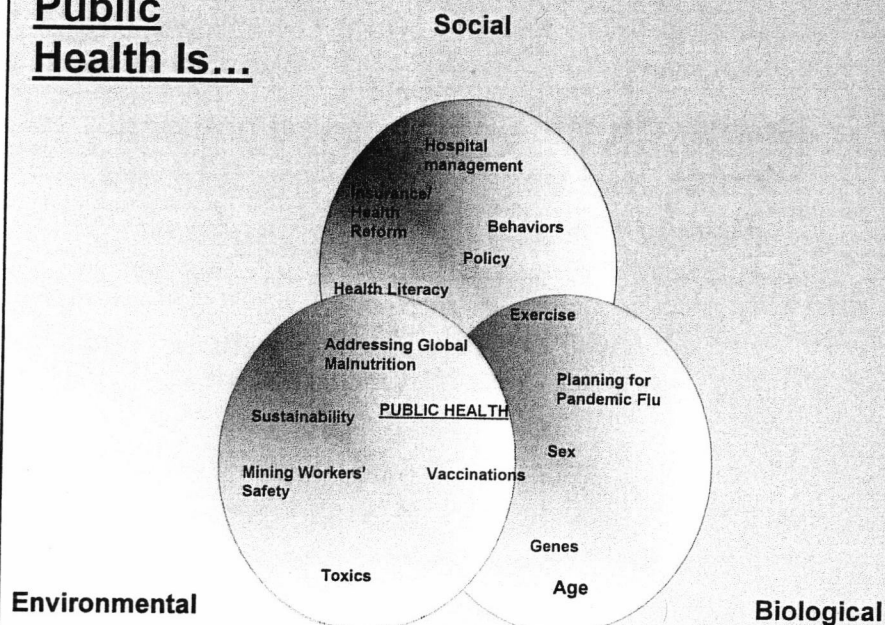 Public
Health Is...
Social
Hospital
management
Insurance/
Health
Reform
Behaviors
Policy
Health Literacy
Exercise
Addressing Global
Malnutrition
Planning for
Pandemic Flu
Sustainability
PUBLIC HEALTH
Sex
Mining Workers'
Safety
Vaccinations
Genes
Toxics
Age
Environmental
Biological